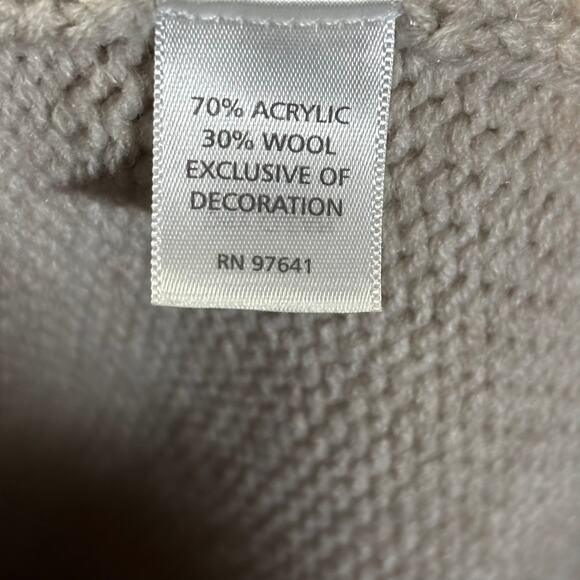 70% ACRYLIC
30% WOOL
EXCLUSIVE OF
DECORATION
RN 97641